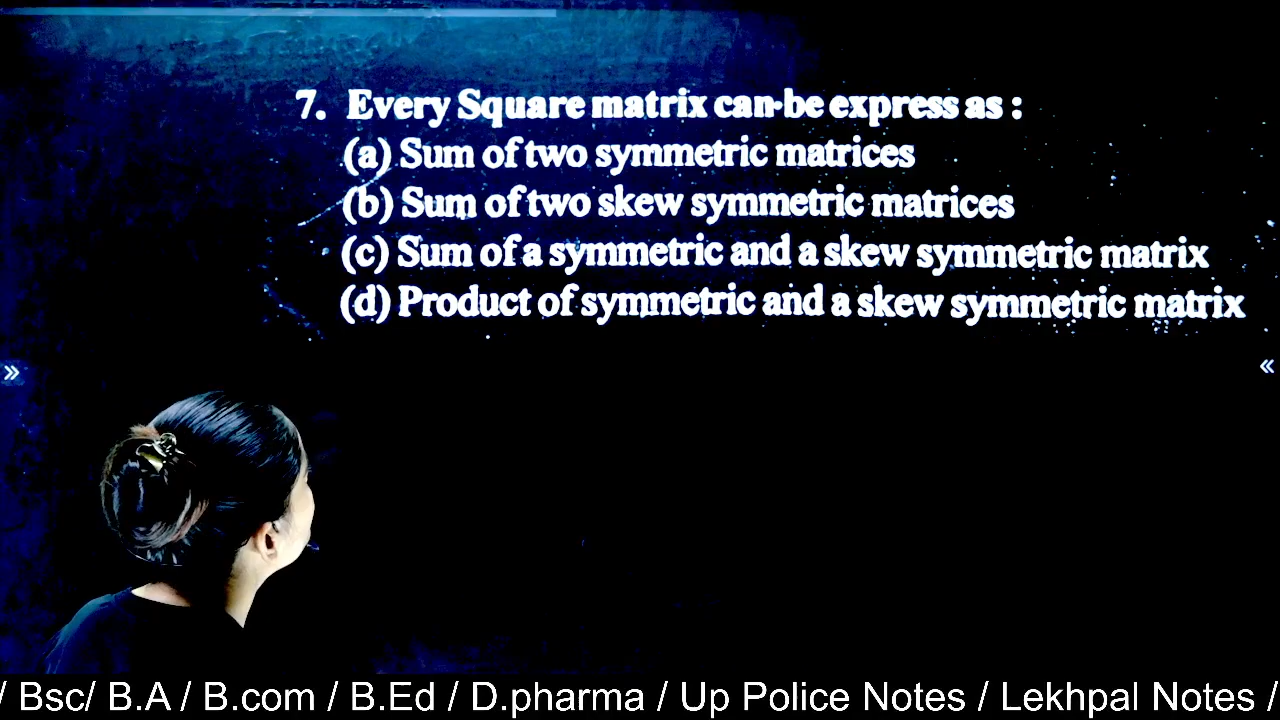 7. Every Square matrix can be express as :
(a) Sum of two symmetric matrices
(b) Sum of two skew symmetric matrices
(c) Sum of a symmetric and a skew symmetric matrix
(d) Product of symmetric and a skew symmetric matrix
»
«
/ Bsc/ B.A / B.com / B.Ed / D.pharma / Up Police Notes / Lekhpal Notes /